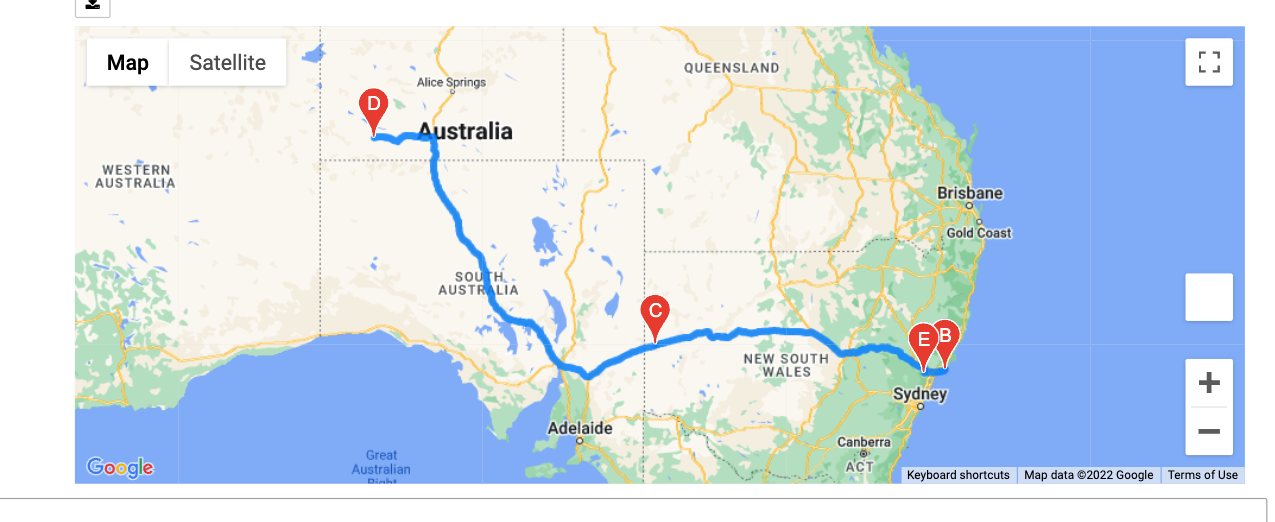 Map
Satellite
Alice Springs
QUEENSLAND
D
Australia
WESTERN
AUSTRALIA
Brisbane
Gold Coast
SOUTH
AUSTRALIA
C
E
B
NEW SOUTH
WALES
Sydney
Adelaide
Canberra
ACT
Great
Australian
Bight
Google
Keyboard shortcuts
Map data ©2022 Google
Terms of Use